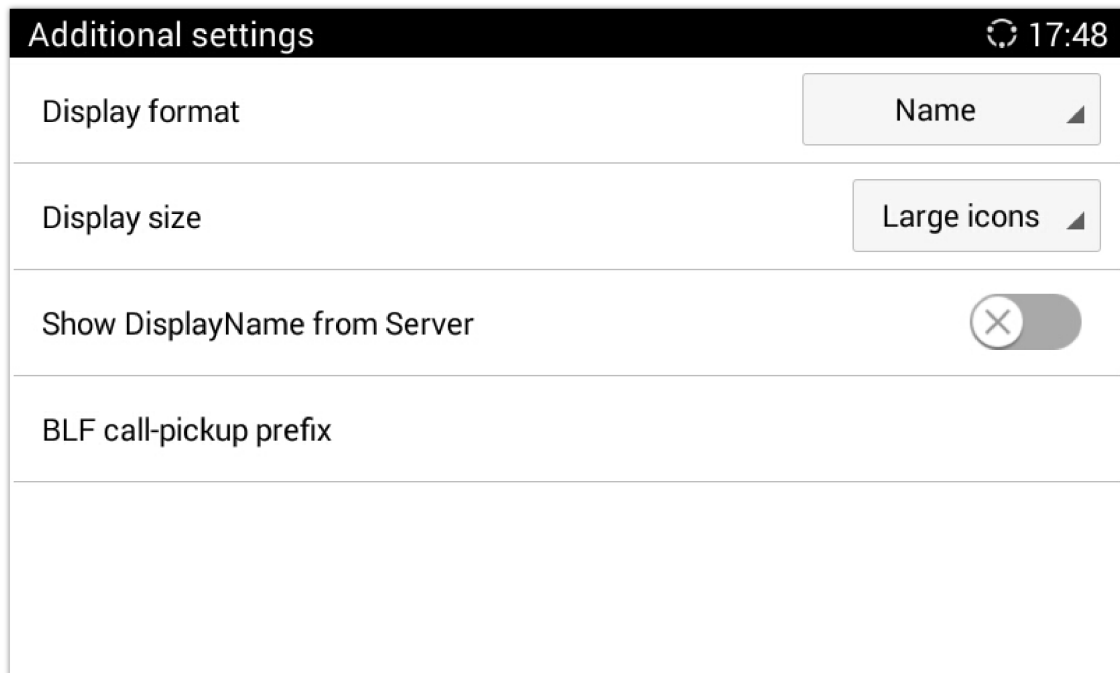 Additional settings 17:48
Display format Name
Display size Large icons
Show DisplayName from Server
BLF call-pickup prefix